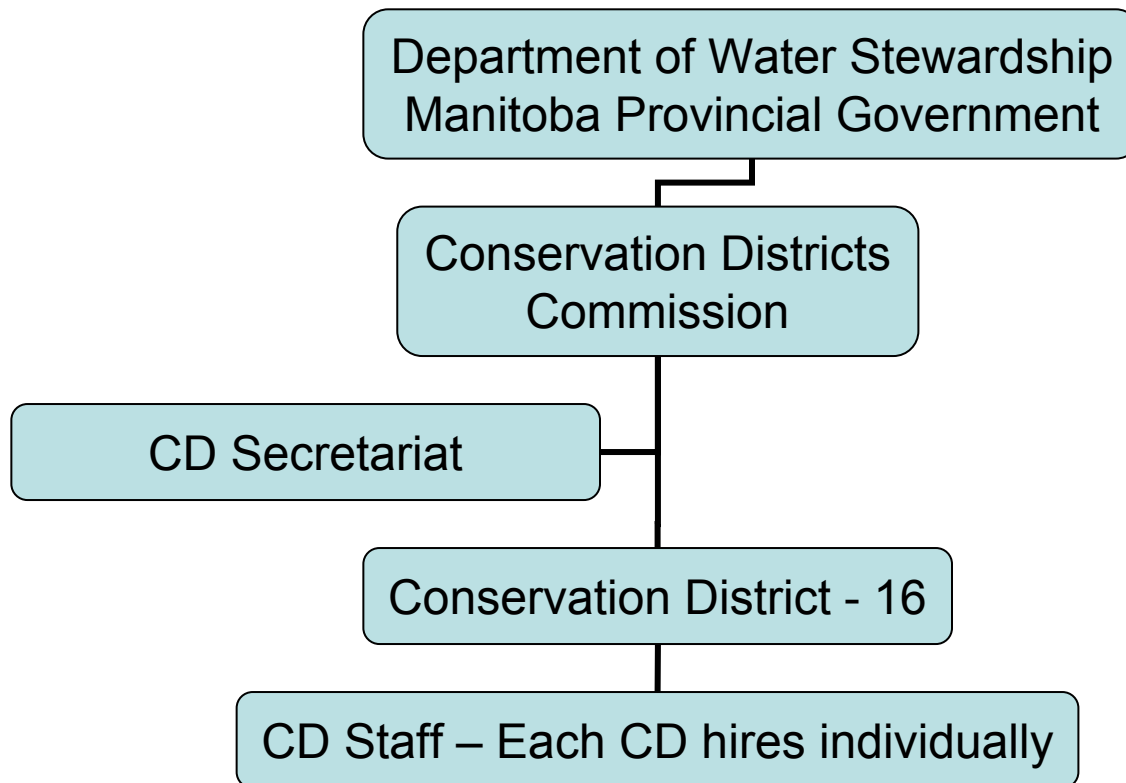 Department of Water Stewardship
Manitoba Provincial Government
Conservation Districts
Commission
CD Secretariat
Conservation District - 16
CD Staff – Each CD hires individually